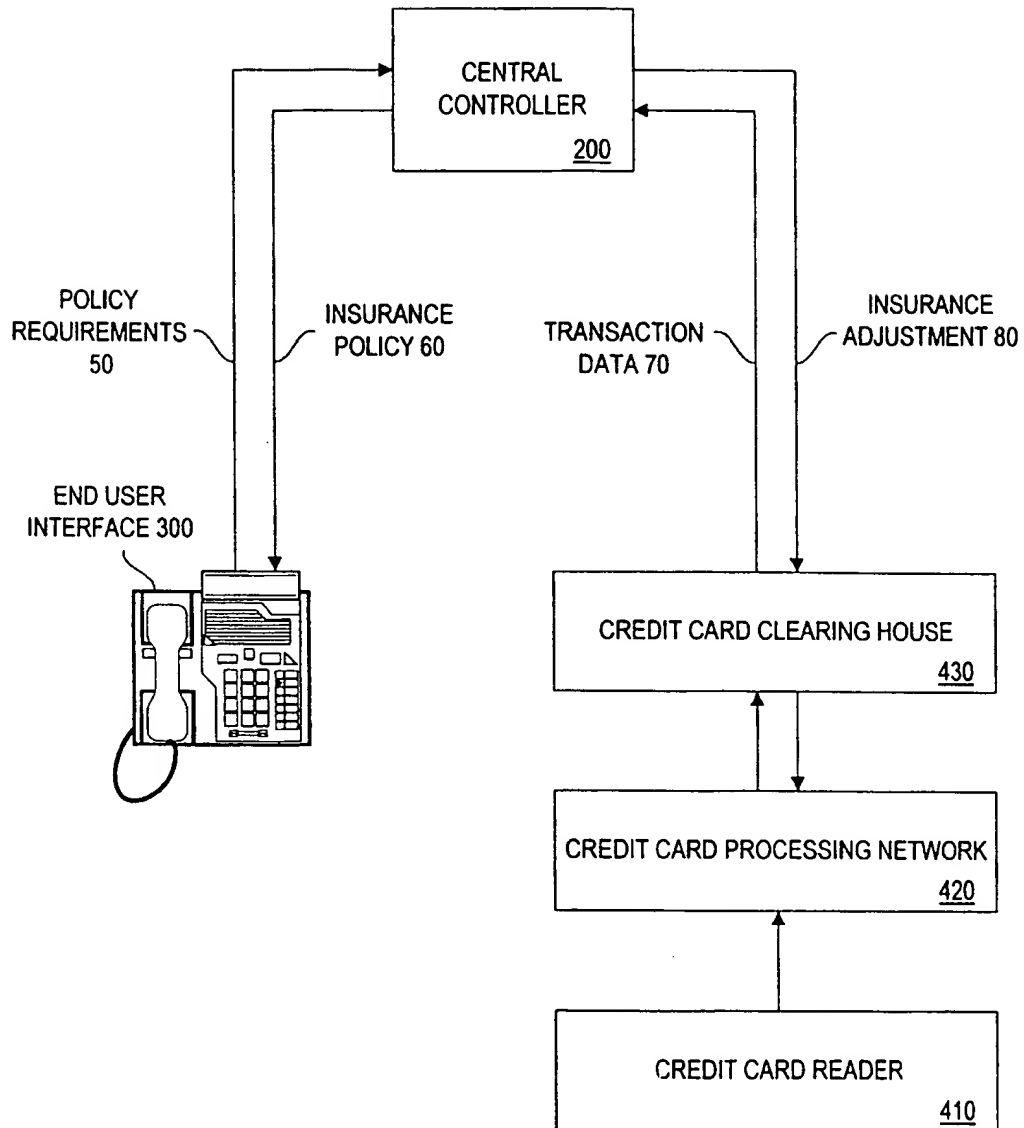 CENTRAL
CONTROLLER
200
POLICY
REQUIREMENTS
50
INSURANCE
POLICY 60
TRANSACTION
DATA 70
INSURANCE
ADJUSTMENT 80
END USER
INTERFACE 300
CREDIT CARD CLEARING HOUSE
430
CREDIT CARD PROCESSING NETWORK
420
CREDIT CARD READER
410